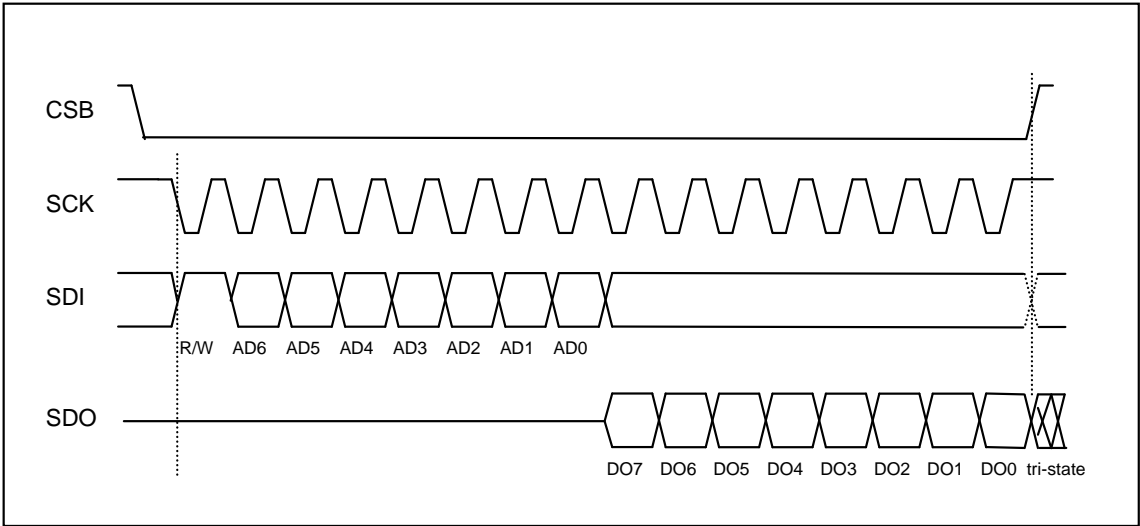 CSB
SCK
SDI
R/W AD6 AD5 AD4 AD3 AD2 AD1 AD0
SDO
DO7 DO6 DO5 DO4 DO3 DO2 DO1 DO0 tri-state